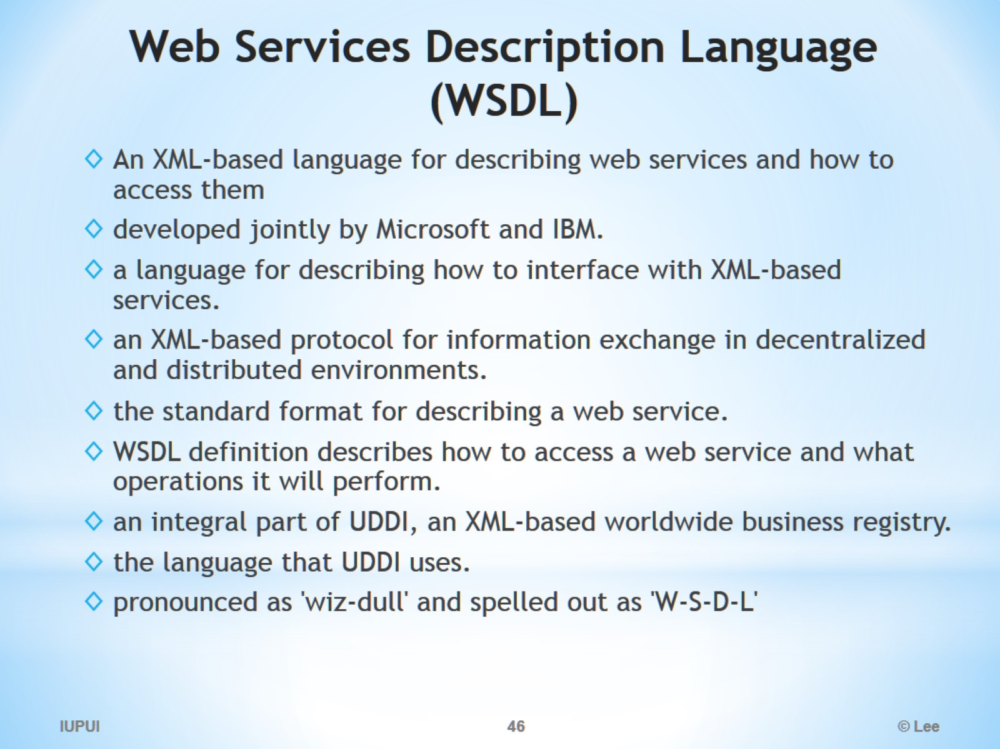 Web Services Description Language
(WSDL)
◇ An XML-based language for describing web services and how to
access them
◇ developed jointly by Microsoft and IBM.
◇ a language for describing how to interface with XML-based
services.
◇ an XML-based protocol for information exchange in decentralized
and distributed environments.
◇ the standard format for describing a web service.
◇ WSDL definition describes how to access a web service and what
operations it will perform.
◇ an integral part of UDDI, an XML-based worldwide business registry.
◇ the language that UDDI uses.
◇ pronounced as 'wiz-dull' and spelled out as 'W-S-D-L'
IUPUI 46 © Lee